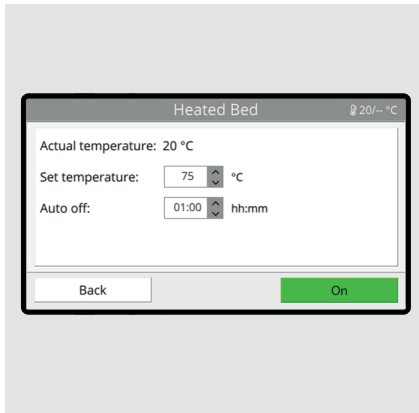 Heated Bed 20/-- °C
Actual temperature: 20 °C
Set temperature: 75 °C
Auto off: 01:00 hh:mm
Back On